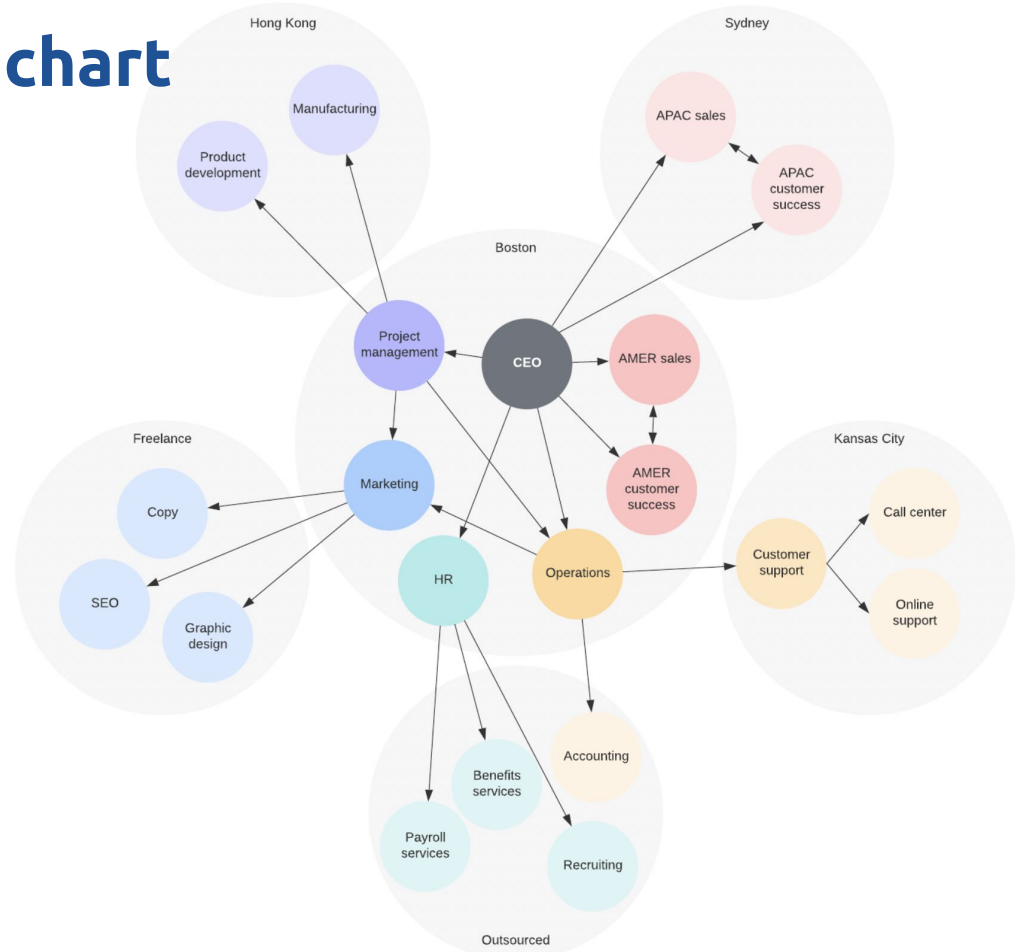 chart
Hong Kong
Manufacturing
Product
development
Sydney
APAC sales
APAC
customer
success
Boston
Project
management
CEO
AMER sales
AMER
customer
success
Marketing
HR
Operations
Freelance
Copy
SEO
Graphic
design
Kansas City
Customer
support
Call center
Online
support
Accounting
Benefits
services
Payroll
services
Recruiting
Outsourced